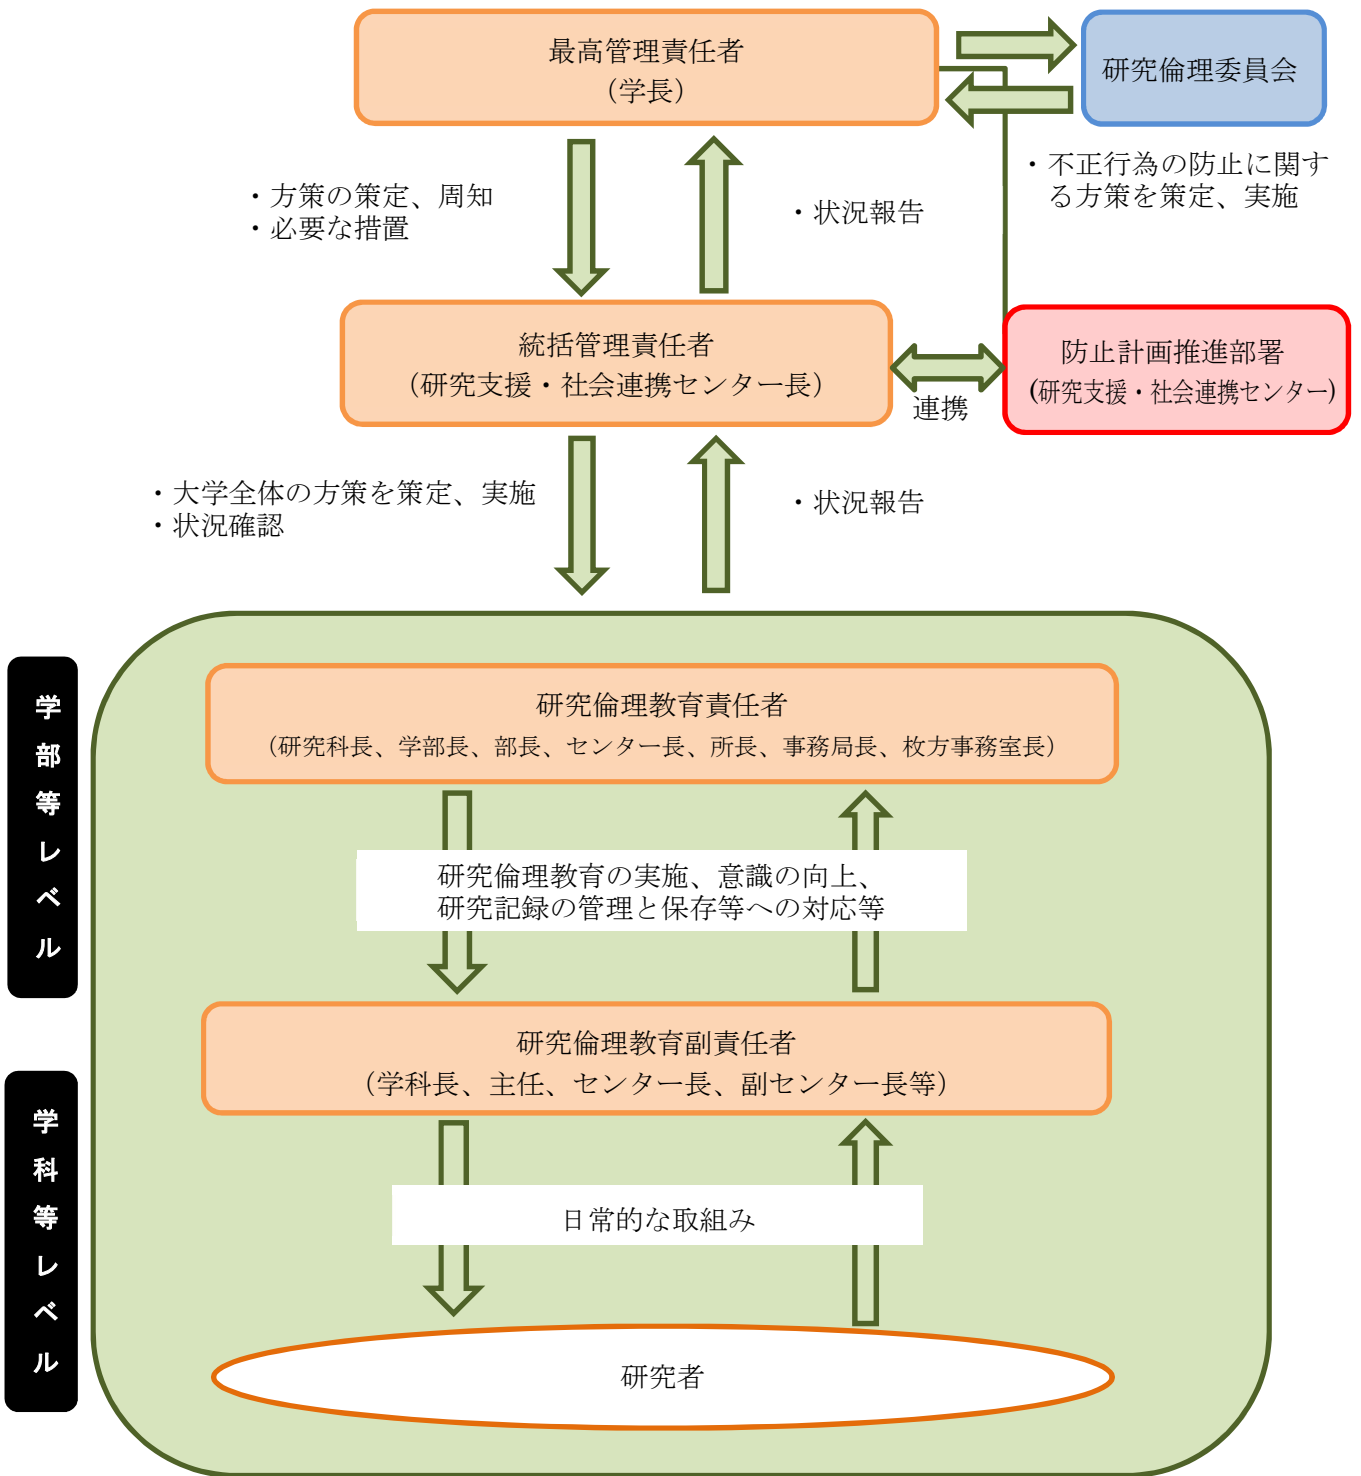 最高管理責任者
（学長）
研究倫理委員会
・方策の策定、周知
・必要な措置
・状況報告
・不正行為の防止に関す
る方策を策定、実施
統括管理責任者
（研究支援・社会連携センター長）
連携
防止計画推進部署
(研究支援・社会連携センター)
・大学全体の方策を策定、実施
・状況確認
・状況報告
学部等レベル
研究倫理教育責任者
（研究科長、学部長、部長、センター長、所長、事務局長、枚方事務室長）
研究倫理教育の実施、意識の向上、
研究記録の管理と保存等への対応等
研究倫理教育副責任者
（学科長、主任、センター長、副センター長等）
学科等レベル
日常的な取組み
研究者